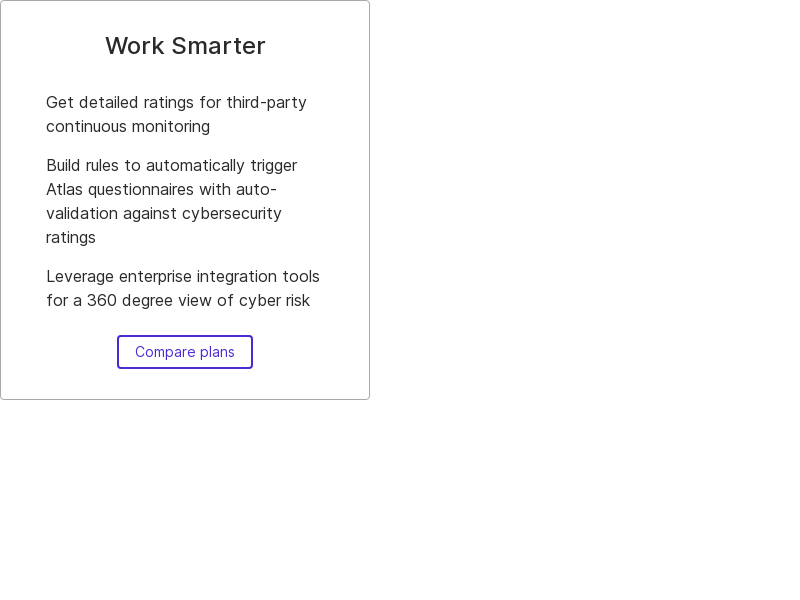 Work Smarter
Get detailed ratings for third-party
continuous monitoring
Build rules to automatically trigger
Atlas questionnaires with auto-
validation against cybersecurity
ratings
Leverage enterprise integration tools
for a 360 degree view of cyber risk
Compare plans